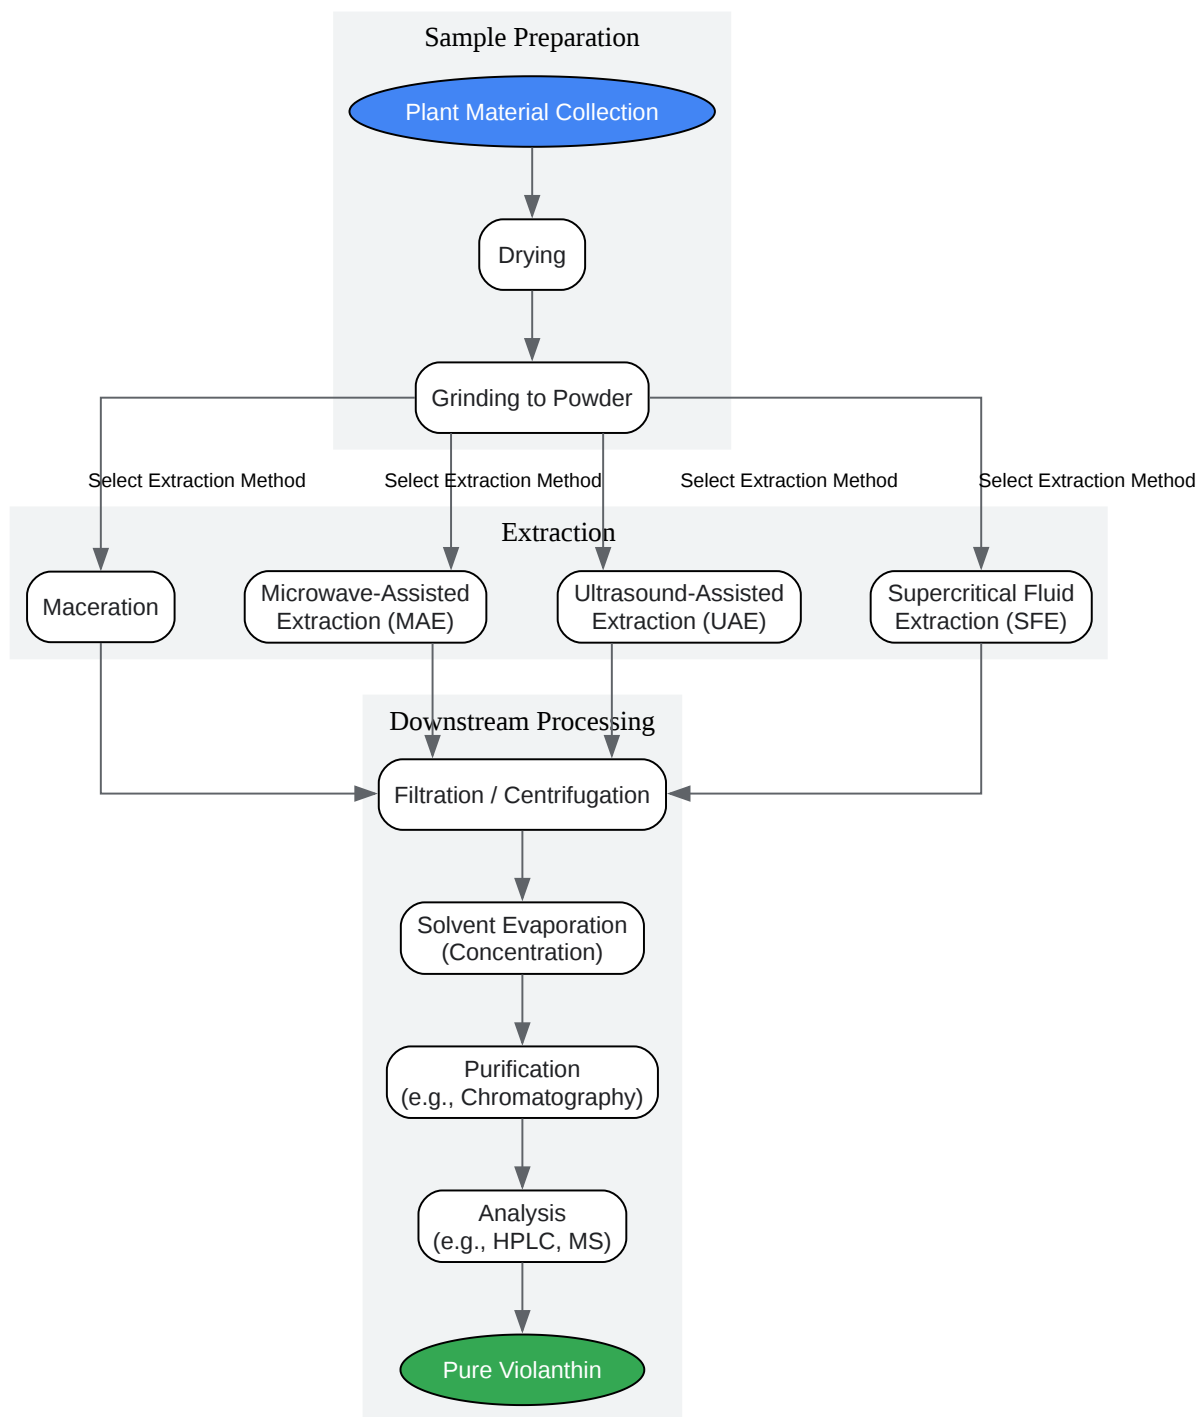 Sample Preparation
Plant Material Collection
Drying
Grinding to Powder
Select Extraction Method
Select Extraction Method
Select Extraction Method
Select Extraction Method
Extraction
Maceration
Microwave-Assisted
Extraction (MAE)
Ultrasound-Assisted
Extraction (UAE)
Supercritical Fluid
Extraction (SFE)
Downstream Processing
Filtration / Centrifugation
Solvent Evaporation
(Concentration)
Purification
(e.g., Chromatography)
Analysis
(e.g., HPLC, MS)
Pure Violanthin